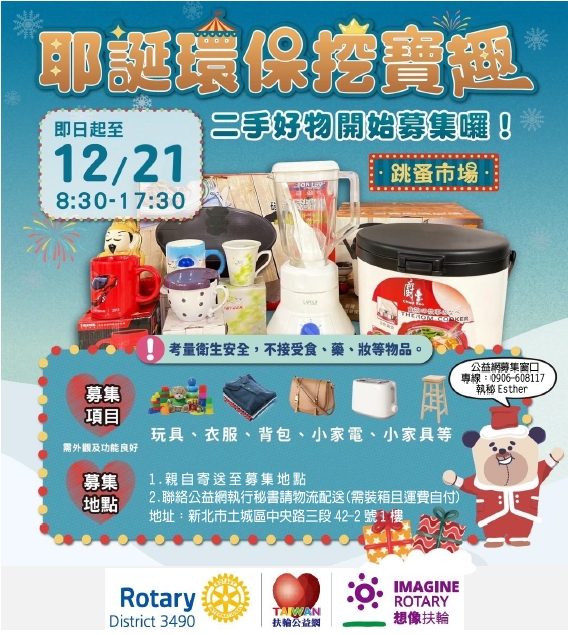 耶誕環保挖寶趣
二手好物開始募集囉！
即日起至
12/21
8:30-17:30
跳蚤市場
廚皇
THERMO COOKER
! 考量衛生安全，不接受食、藥、妝等物品。
公益網募集窗口
專線：0906-608117
執秘 Esther
募集
項目
需外觀及功能良好
玩具、衣服、背包、小家電、小家具等
募集
地點
1.親自寄送至募集地點
2.聯絡公益網執行秘書請物流配送(需裝箱且運費自付)
地址：新北市土城區中央路三段 42-2 號 1 樓
Rotary
District 3490
TAIWAN
扶輪公益網
IMAGINE
ROTARY
想像扶輪